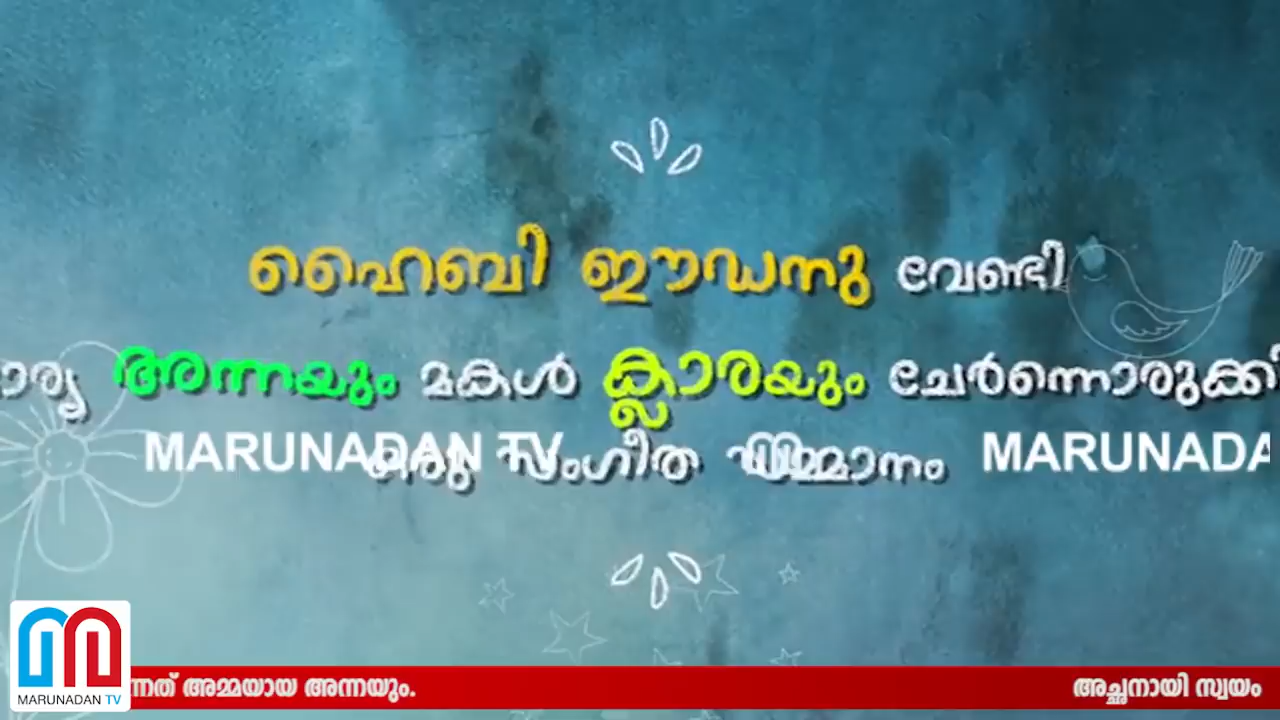 ഹൈബി ഈഡനു വേണ്ടി
ാര്യ അന്നയും മകൾ ക്ലാരയും ചേർന്നൊരുക്കി
MARUNADAN TV ഒരു സംഗീത സമ്മാനം MARUNADA
MARUNADAN TV
ന്നത് അമ്മയായ അന്നയും. അച്ഛനായി സ്വയം